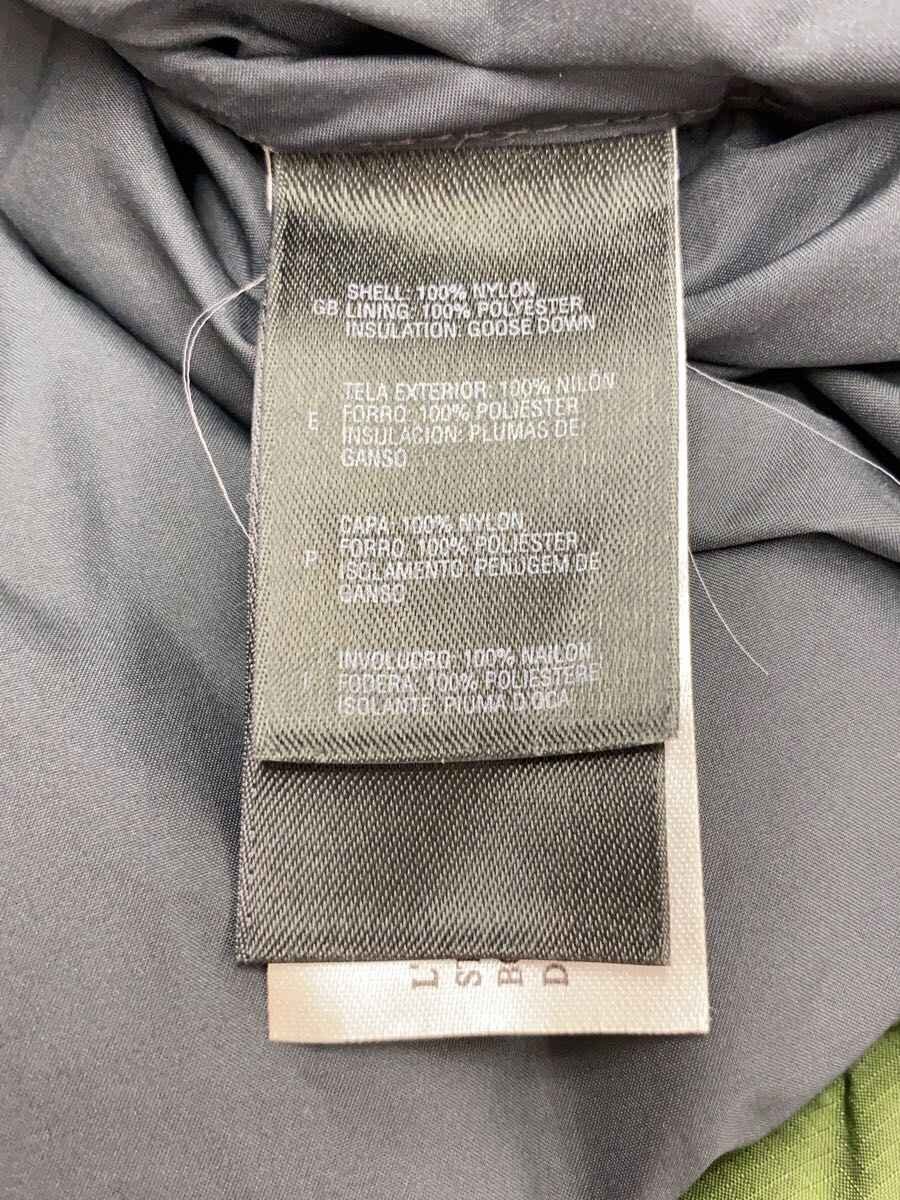 SHELL: 100% NYLON
GB LINING: 100% POLYESTER
INSULATION: GOOSE DOWN
TELA EXTERIOR: 100% NILÓN
E FORRO: 100% POLIÉSTER
INSULACION: PLUMAS DE
GANSO
CAPA: 100% NYLON
FORRO: 100% POLIÉSTER
P ISOLAMENTO: PENUGEM DE
GANSO
INVOLUCRO: 100% NAILON
I FODERA: 100% POLIESTERE
ISOLANTE: PIUMA D'OCA